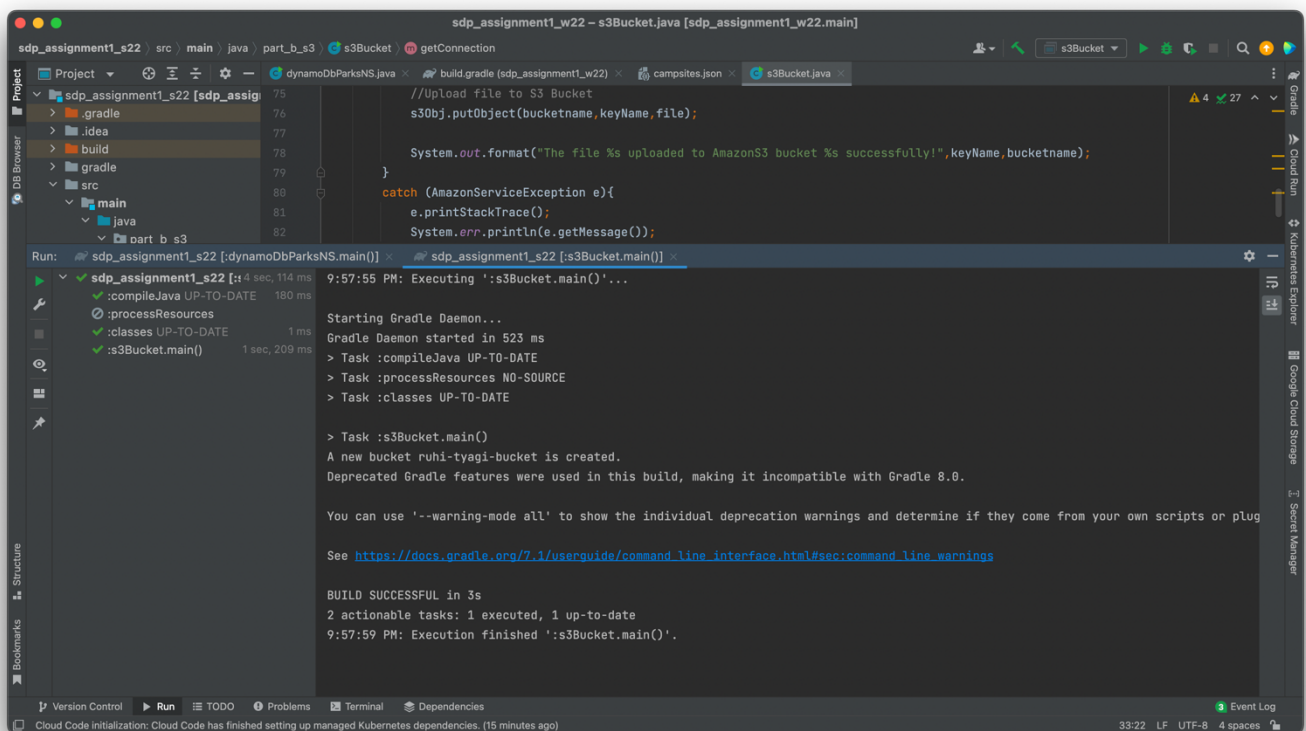 sdp_assignment1_w22 – s3Bucket.java [sdp_assignment1_w22.main]
sdp_assignment1_s22 〉 src 〉 main 〉 java 〉 part_b_s3 〉 s3Bucket 〉 getConnection
s3Bucket
Project
dynamoDbParksNS.java
build.gradle (sdp_assignment1_w22)
campsites.json
s3Bucket.java
sdp_assignment1_s22 [sdp_assig
.gradle
.idea
build
gradle
src
main
java
part_b_s3
75 //Upload file to S3 Bucket
76 s3Obj.putObject(bucketname,keyName,file);
77
78 System.out.format("The file %s uploaded to AmazonS3 bucket %s successfully!",keyName,bucketname);
79 }
80 catch (AmazonServiceException e){
81 e.printStackTrace();
82 System.err.println(e.getMessage());
4 27
Project
DB Browser
Structure
Bookmarks
Gradle
Cloud Run
Kubernetes Explorer
Google Cloud Storage
Secret Manager
Run: sdp_assignment1_s22 [:dynamoDbParksNS.main()] sdp_assignment1_s22 [:s3Bucket.main()]
sdp_assignment1_s22 [:s 4 sec, 114 ms
:compileJava UP-TO-DATE 180 ms
:processResources
:classes UP-TO-DATE 1 ms
:s3Bucket.main() 1 sec, 209 ms
9:57:55 PM: Executing ':s3Bucket.main()'...
Starting Gradle Daemon...
Gradle Daemon started in 523 ms
> Task :compileJava UP-TO-DATE
> Task :processResources NO-SOURCE
> Task :classes UP-TO-DATE
> Task :s3Bucket.main()
A new bucket ruhi-tyagi-bucket is created.
Deprecated Gradle features were used in this build, making it incompatible with Gradle 8.0.
You can use '--warning-mode all' to show the individual deprecation warnings and determine if they come from your own scripts or plug
See https://docs.gradle.org/7.1/userguide/command_line_interface.html#sec:command_line_warnings
BUILD SUCCESSFUL in 3s
2 actionable tasks: 1 executed, 1 up-to-date
9:57:59 PM: Execution finished ':s3Bucket.main()'.
Version Control Run TODO Problems Terminal Dependencies 3 Event Log
Cloud Code initialization: Cloud Code has finished setting up managed Kubernetes dependencies. (15 minutes ago) 33:22 LF UTF-8 4 spaces